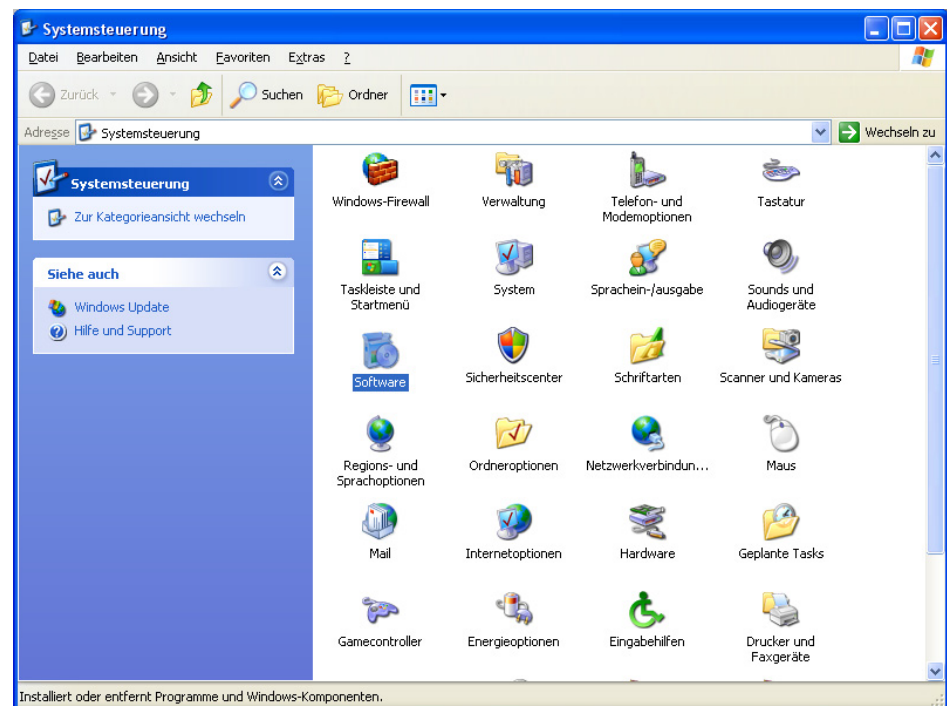 Systemsteuerung
Datei Bearbeiten Ansicht Favoriten Extras ?
Zurück Suchen Ordner
Adresse Systemsteuerung Wechseln zu
Systemsteuerung
Zur Kategorieansicht wechseln
Siehe auch
Windows Update
Hilfe und Support
Windows-Firewall
Verwaltung
Telefon- und
Modemoptionen
Tastatur
Taskleiste und
Startmenü
System
Sprachein-/ausgabe
Sounds und
Audiogeräte
Software
Sicherheitscenter
Schriftarten
Scanner und Kameras
Regions- und
Sprachoptionen
Ordneroptionen
Netzwerkverbindun...
Maus
Mail
Internetoptionen
Hardware
Geplante Tasks
Gamecontroller
Energieoptionen
Eingabehilfen
Drucker und
Faxgeräte
Installiert oder entfernt Programme und Windows-Komponenten.